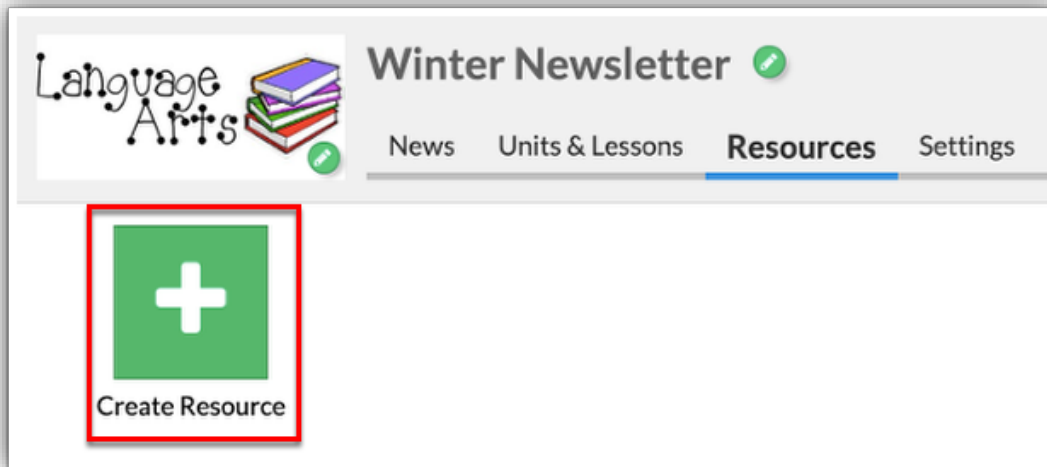 Language
Arts
Winter Newsletter
News Units & Lessons Resources Settings
Create Resource